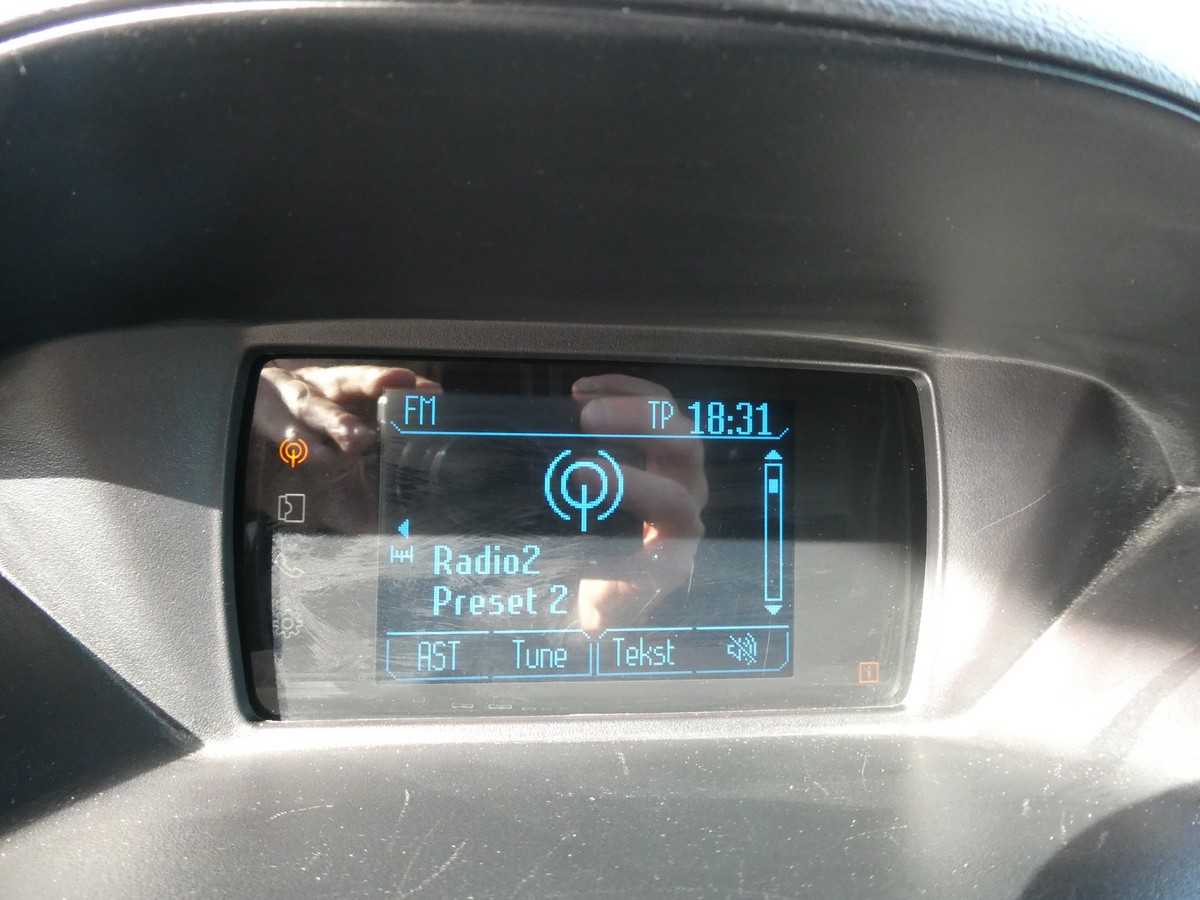 FM TP 18:31
Radio2
Preset 2
AST Tune Tekst
i